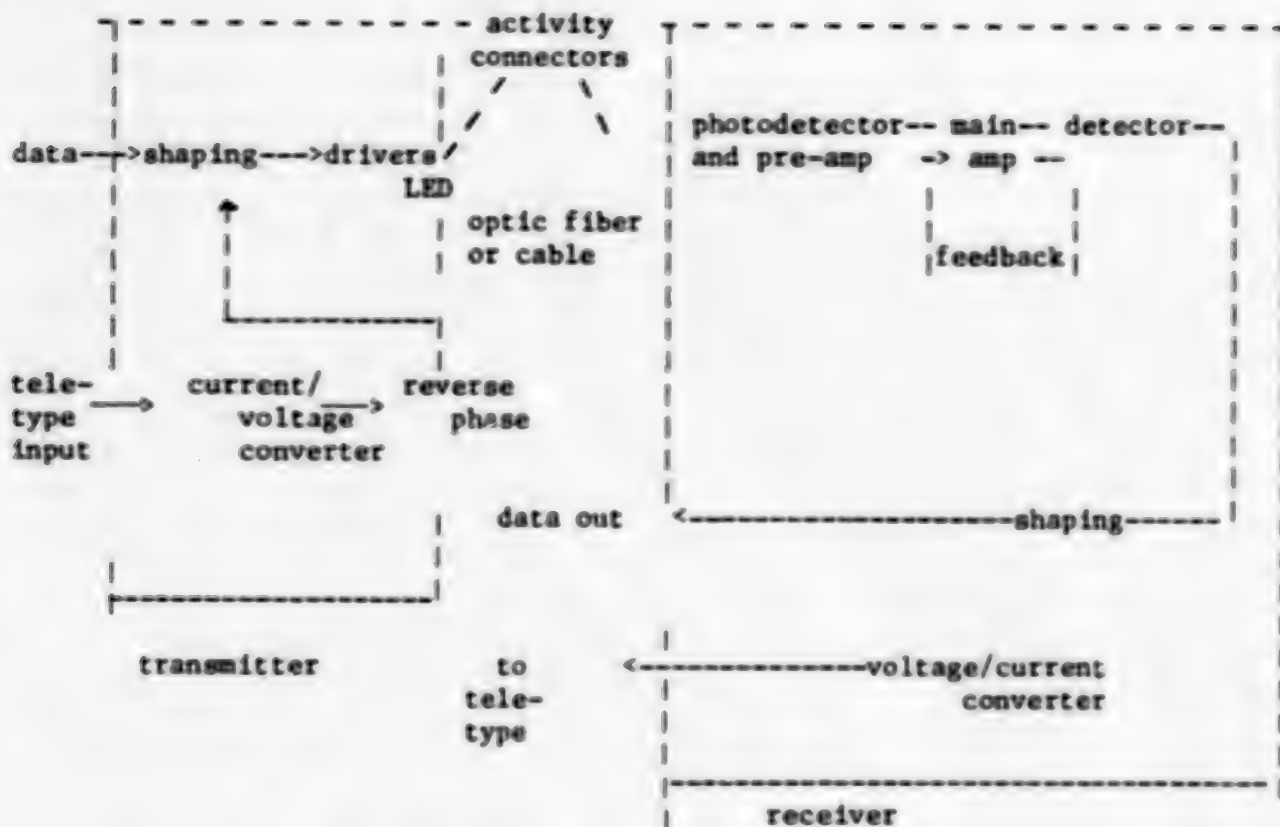 activity
connectors
data--->shaping--->drivers
LED
optic fiber
or cable
tele-
type
input
current/
voltage
converter
reverse
phase
photodetector-- main-- detector--
and pre-amp -> amp --
feedback
data out <--------------------shaping------
transmitter
to
tele-
type
<--------------voltage/current
converter
receiver